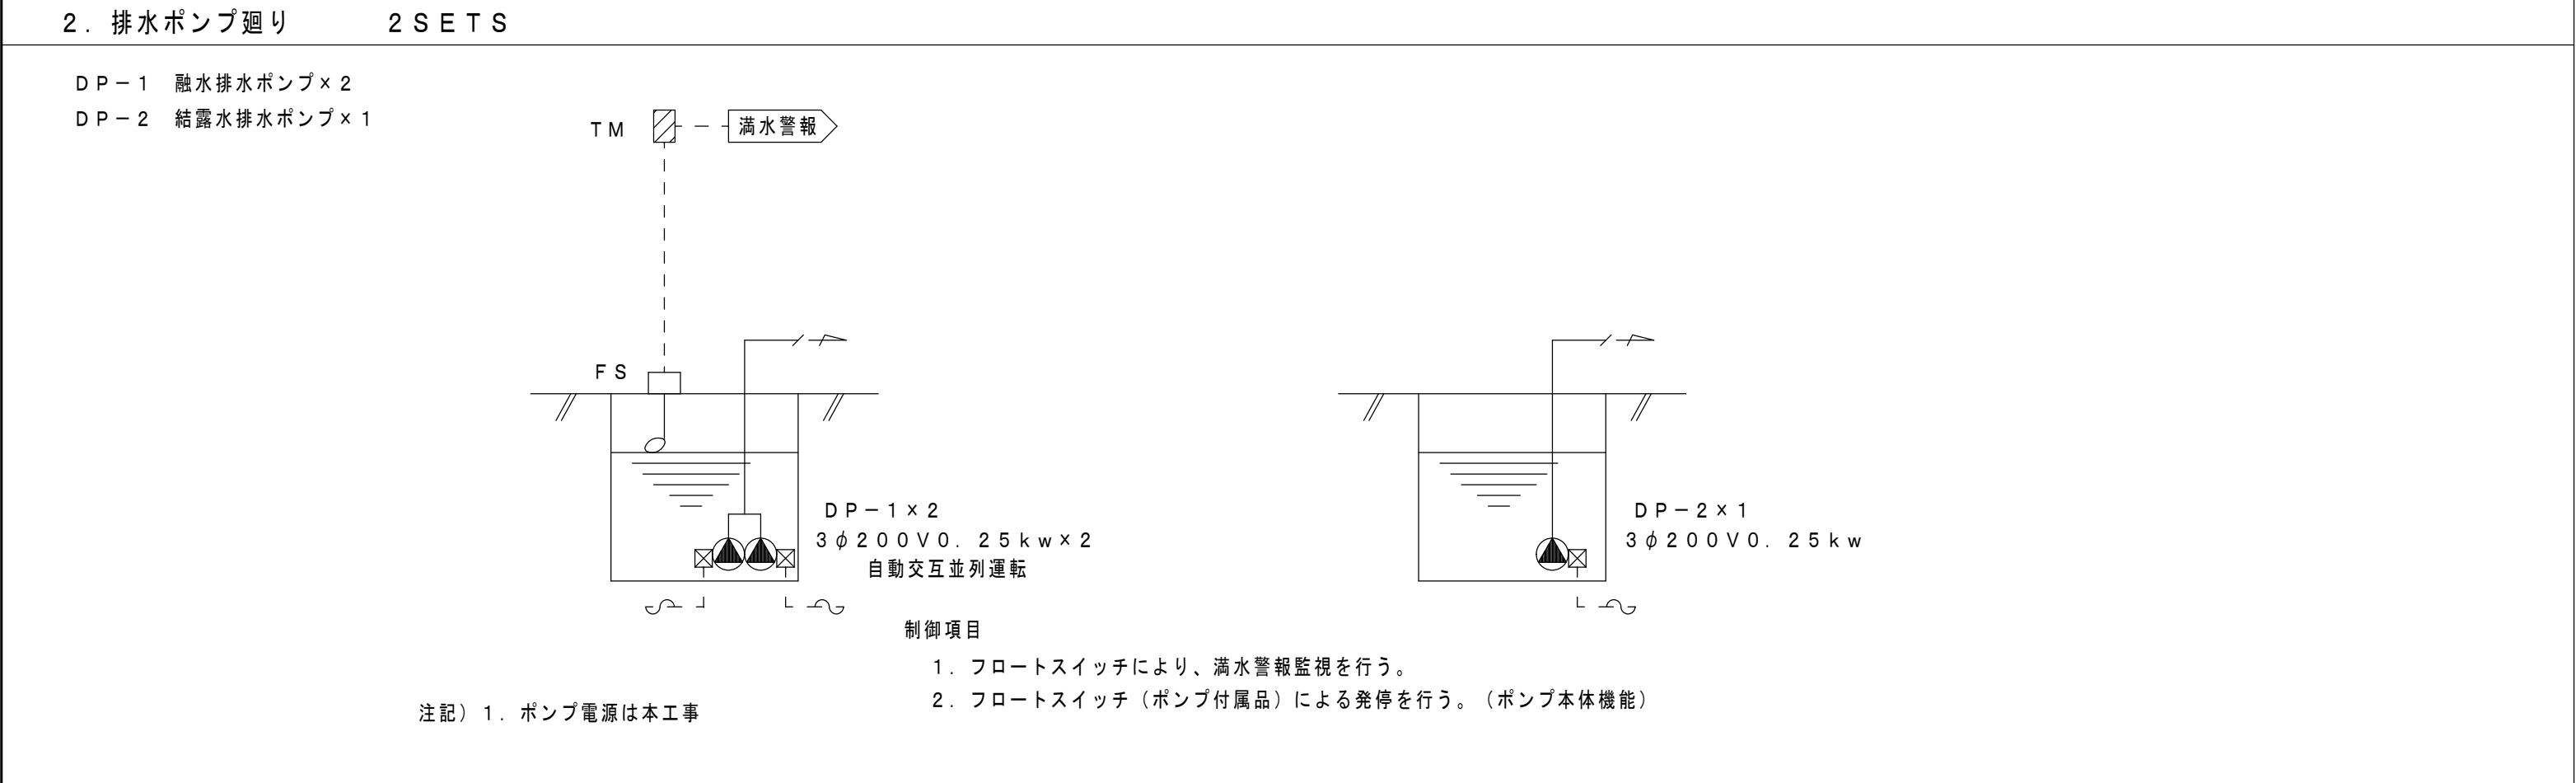 ２．排水ポンプ廻り　　　　２ＳＥＴＳ
ＤＰ－１　融水排水ポンプ×２
ＤＰ－２　結露水排水ポンプ×１
ＴＭ
満水警報
ＦＳ
ＤＰ－１×２
３φ２００Ｖ０．２５ｋｗ×２
自動交互並列運転
ＤＰ－２×１
３φ２００Ｖ０．２５ｋｗ
制御項目
１．フロートスイッチにより、満水警報監視を行う。
２．フロートスイッチ（ポンプ付属品）による発停を行う。（ポンプ本体機能）
注記）１．ポンプ電源は本工事